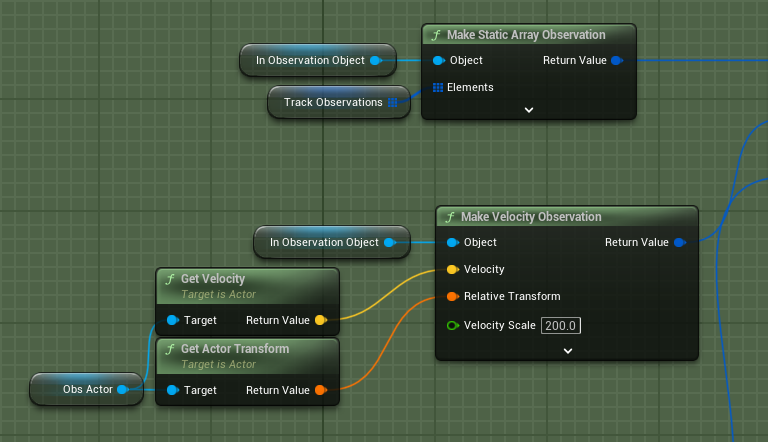 Make Static Array Observation
In Observation Object
Object
Return Value
Track Observations
Elements
Make Velocity Observation
In Observation Object
Object
Return Value
Velocity
Relative Transform
Velocity Scale 200.0
Get Velocity
Target is Actor
Target
Return Value
Get Actor Transform
Target is Actor
Obs Actor
Target
Return Value